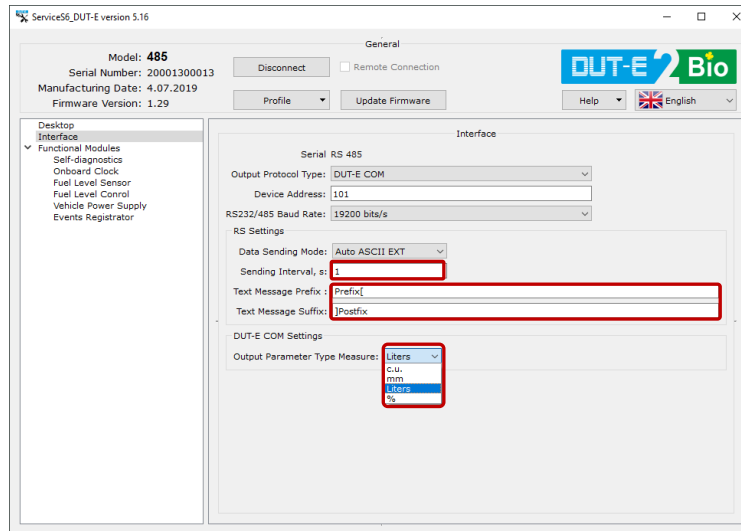 ServiceS6_DUT-E version 5.16
General
Model: 485
Serial Number: 20001300013
Manufacturing Date: 4.07.2019
Firmware Version: 1.29
Disconnect
Remote Connection
Profile
Update Firmware
DUT-E 2 Bio
Help
English
Desktop
Interface
Functional Modules
Self-diagnostics
Onboard Clock
Fuel Level Sensor
Fuel Level Conrol
Vehicle Power Supply
Events Registrator
Interface
Serial RS 485
Output Protocol Type: DUT-E COM
Device Address: 101
RS232/485 Baud Rate: 19200 bits/s
RS Settings
Data Sending Mode: Auto ASCII EXT
Sending Interval, s: 1
Text Message Prefix : Prefix[
Text Message Suffix: ]Postfix
DUT-E COM Settings
Output Parameter Type Measure: Liters
c.u.
mm
Liters
%